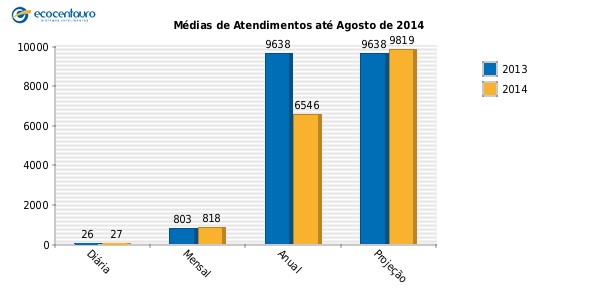 ecocentauro
Médias de Atendimentos até Agosto de 2014
10000
8000
6000
4000
2000
0
26
27
803
818
9638
6546
9638
9819
Diária
Mensal
Anual
Projeção
2013
2014